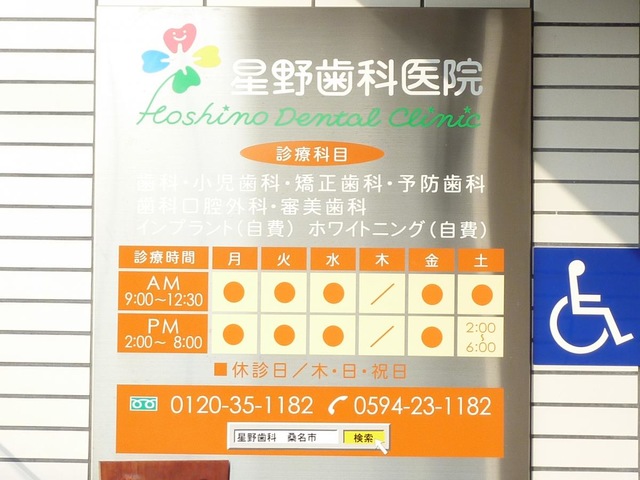 星野歯科医院
Hoshino Dental Clinic
診療科目
歯科・小児歯科・矯正歯科・予防歯科
歯科口腔外科・審美歯科
インプラント(自費) ホワイトニング(自費)
診療時間 月 火 水 木 金 土
AM 9:00~12:30 ● ● ● / ● ●
PM 2:00~8:00 ● ● ● / ● 2:00~6:00
■休診日/木・日・祝日
0120-35-1182 0594-23-1182
星野歯科 桑名市 検索